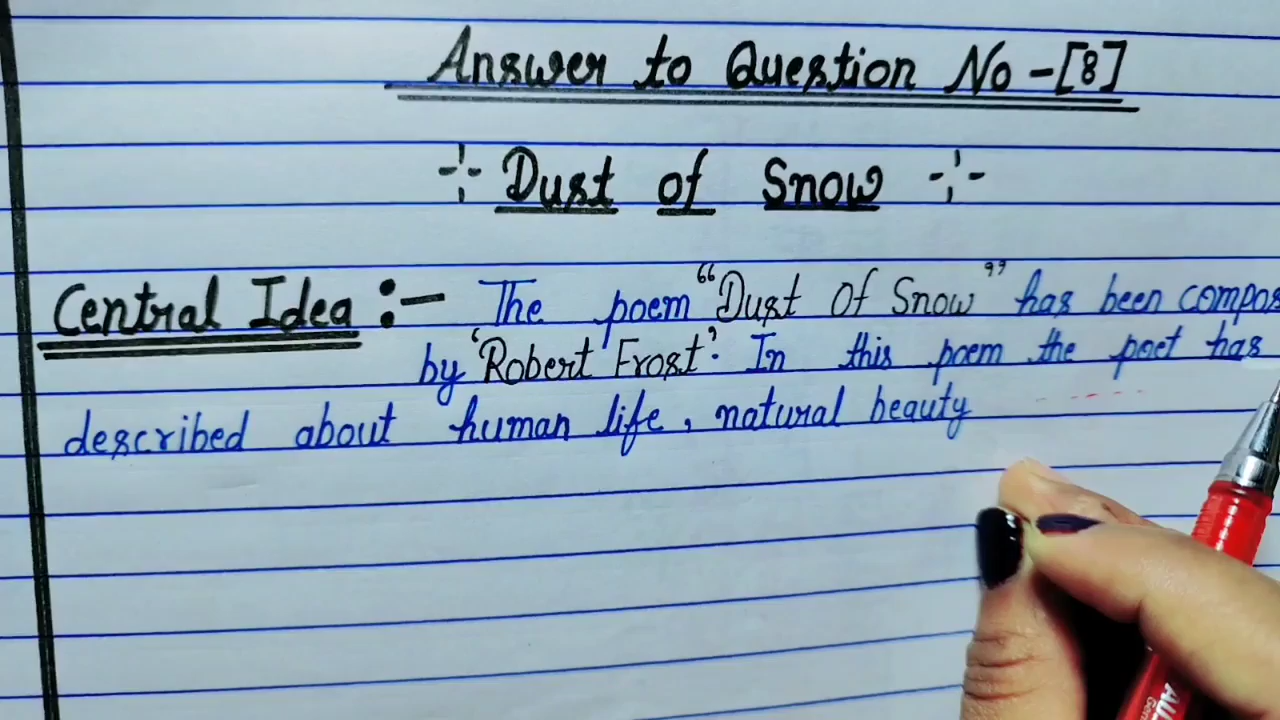 Answer to Question No - [8]
Dust of Snow
Central Idea :- The poem “Dust Of Snow” has been compos
by 'Robert Frost'. In this poem the poet has
described about human life, natural beauty